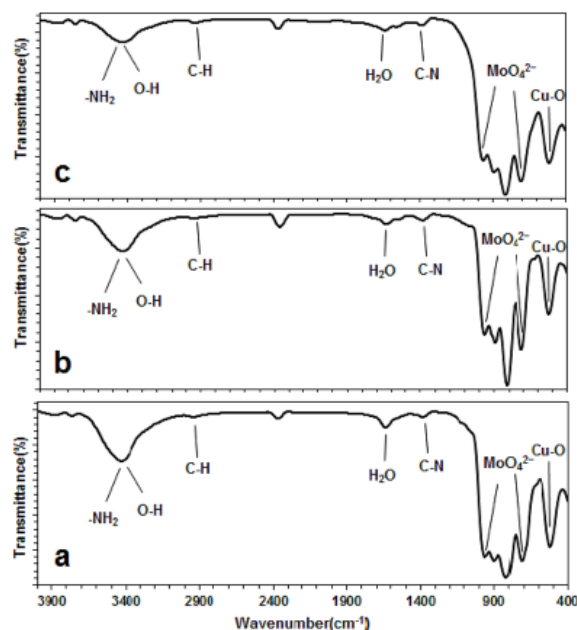 Transmittance(%)
-NH₂
O-H
C-H
H₂O
C-N
MoO₄²⁻
Cu-O
c
Transmittance(%)
-NH₂
O-H
C-H
H₂O
C-N
MoO₄²⁻
Cu-O
b
Transmittance(%)
-NH₂
O-H
C-H
H₂O
C-N
MoO₄²⁻
Cu-O
a
3900 3400 2900 2400 1900 1400 900 400
Wavenumber(cm⁻¹)